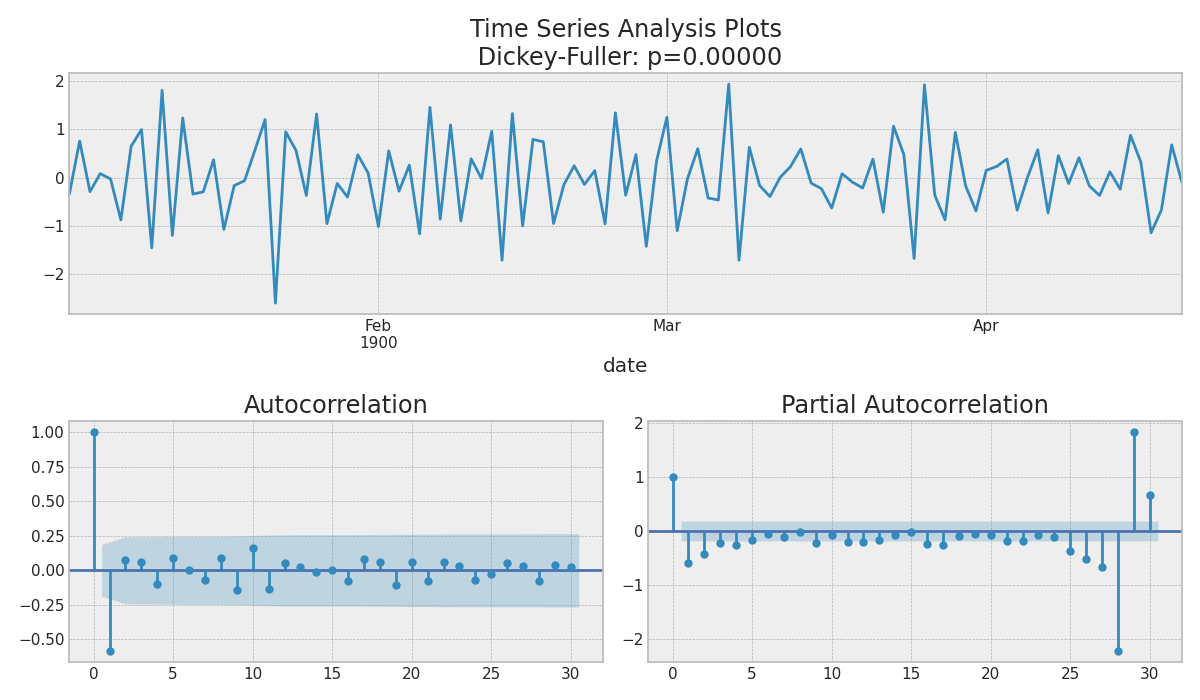 Time Series Analysis Plots
Dickey-Fuller: p=0.00000
2
1
0
−1
−2
Feb
1900
Mar
Apr
date
Autocorrelation
1.00
0.75
0.50
0.25
0.00
−0.25
−0.50
0 5 10 15 20 25 30
Partial Autocorrelation
2
1
0
−1
−2
0 5 10 15 20 25 30